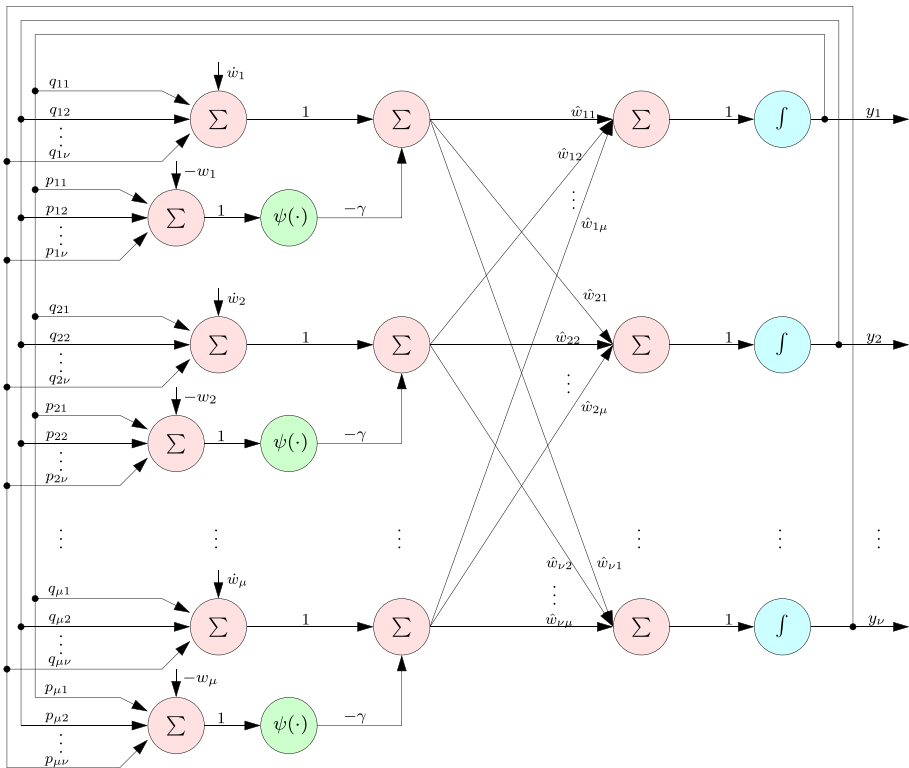 ẇ₁
q₁₁
q₁₂
⋮
q₁ν
Σ 1 Σ ŵ₁₁ Σ 1 ∫ y₁
ŵ₁₂
⋮
ŵ₁μ
−w₁
p₁₁
p₁₂
⋮
p₁ν
Σ 1 ψ(·) −γ
ẇ₂
q₂₁
q₂₂
⋮
q₂ν
ŵ₂₁
Σ 1 Σ ŵ₂₂ Σ 1 ∫ y₂
⋮
ŵ₂μ
−w₂
p₂₁
p₂₂
⋮
p₂ν
Σ 1 ψ(·) −γ
⋮ ⋮ ⋮ ⋮ ⋮ ⋮
ẇμ
qμ₁
qμ₂
⋮
qμν
ŵν₂ ŵν₁
⋮
Σ 1 Σ ŵνμ Σ 1 ∫ yν
−wμ
pμ₁
pμ₂
⋮
pμν
Σ 1 ψ(·) −γ